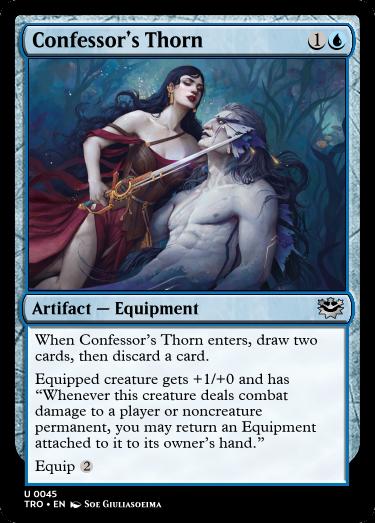 Confessor's Thorn 1
Artifact — Equipment
When Confessor's Thorn enters, draw two
cards, then discard a card.
Equipped creature gets +1/+0 and has
“Whenever this creature deals combat
damage to a player or noncreature
permanent, you may return an Equipment
attached to it to its owner's hand.”
Equip 2
U 0045
TRO • EN Soe Giuliasoeima